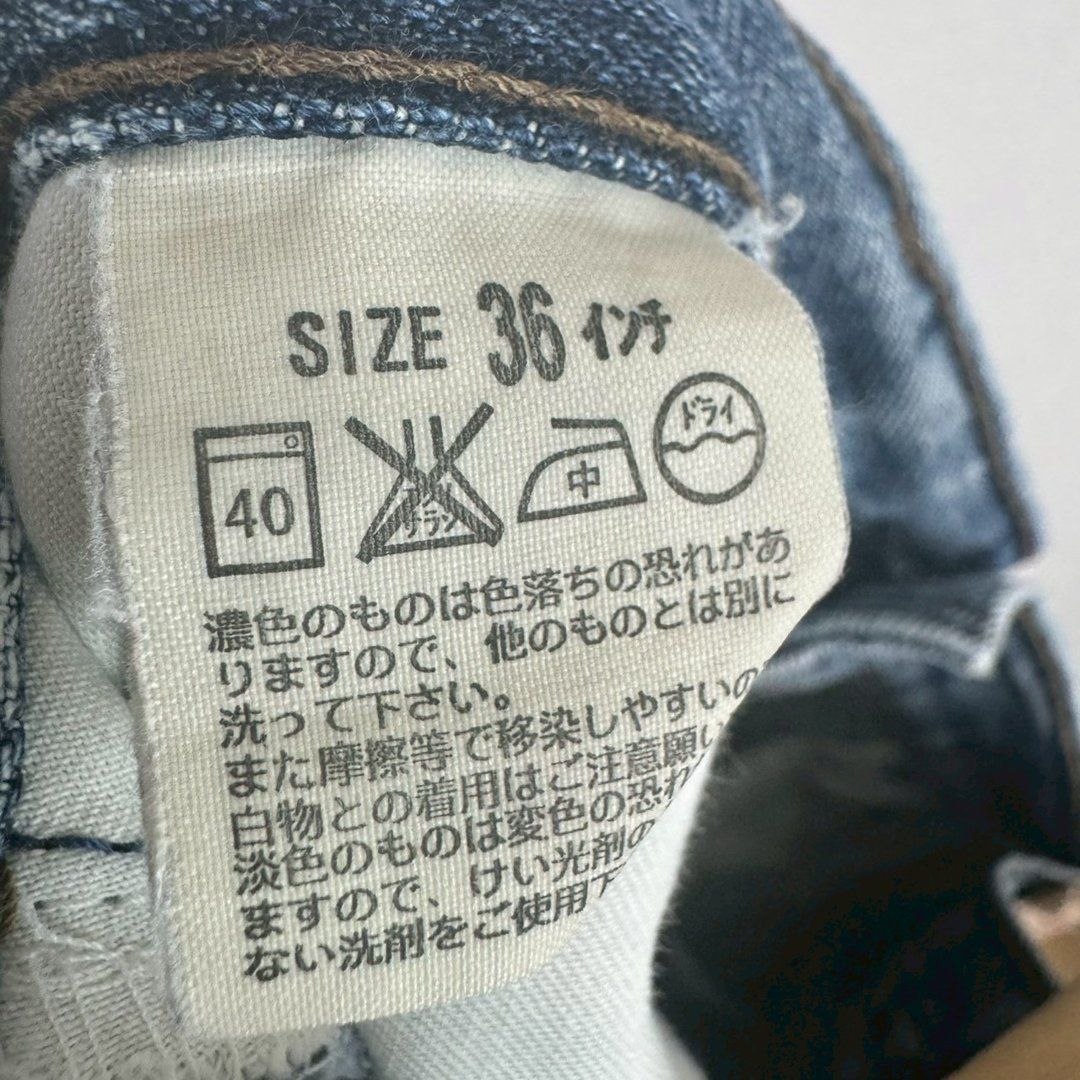 SIZE 36 インチ
40
中
ドライ
濃色のものは色落ちの恐れがあ
りますので、他のものとは別に
洗って下さい。
また摩擦等で移染しやすいの
白物との着用はご注意願い
淡色のものは変色の恐れ
ますので、けい光剤の
ない洗剤をご使用下